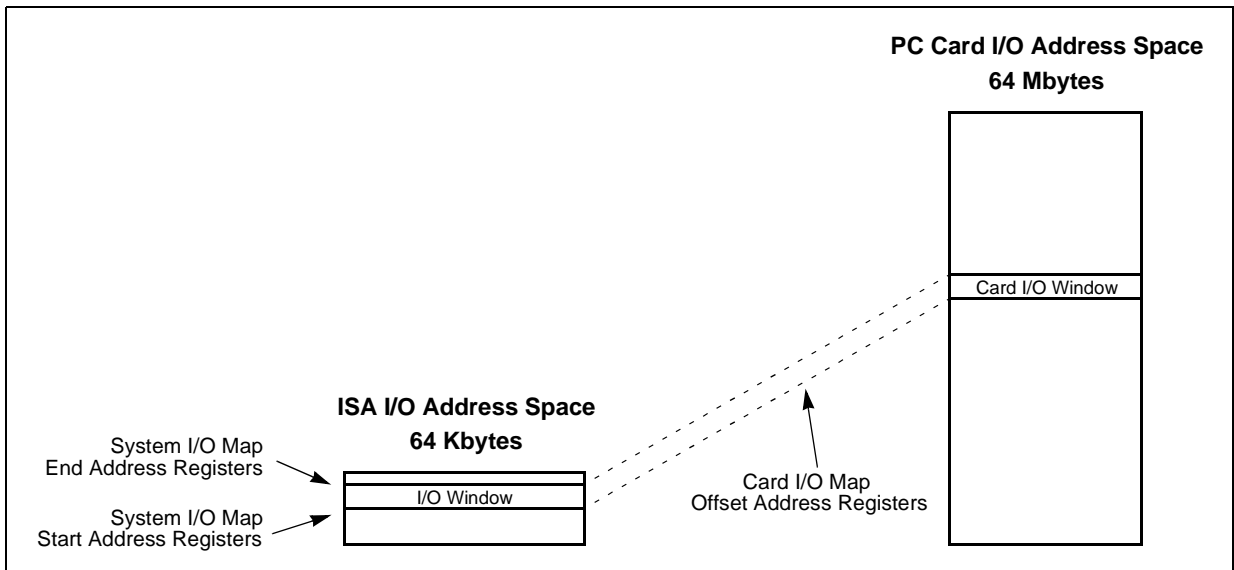 PC Card I/O Address Space
64 Mbytes
Card I/O Window
ISA I/O Address Space
64 Kbytes
System I/O Map
End Address Registers
I/O Window
System I/O Map
Start Address Registers
Card I/O Map
Offset Address Registers